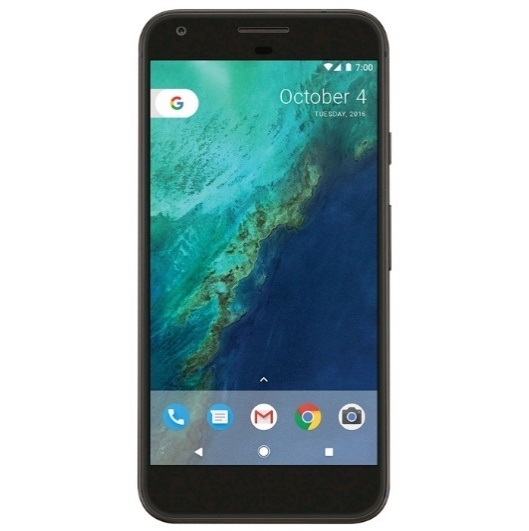 7:00
G
October 4
TUESDAY, 2016